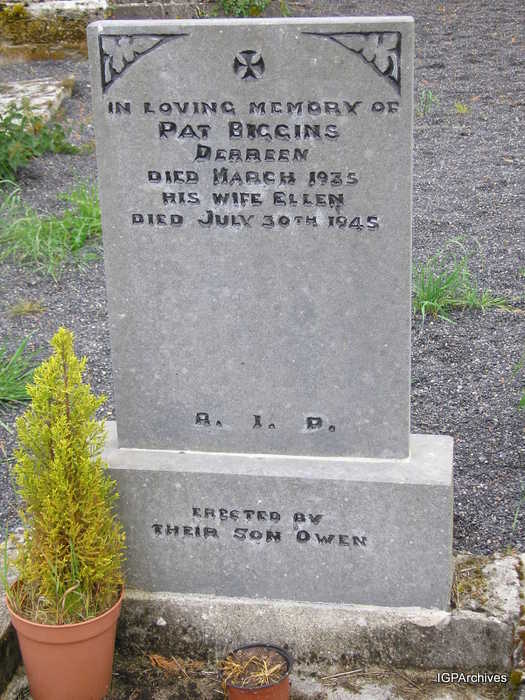 IN LOVING MEMORY OF
PAT BIGGINS
DERREEN
DIED MARCH 1935
HIS WIFE ELLEN
DIED JULY 30TH 1945
R. I. P.
ERECTED BY
THEIR SON OWEN
IGPArchives